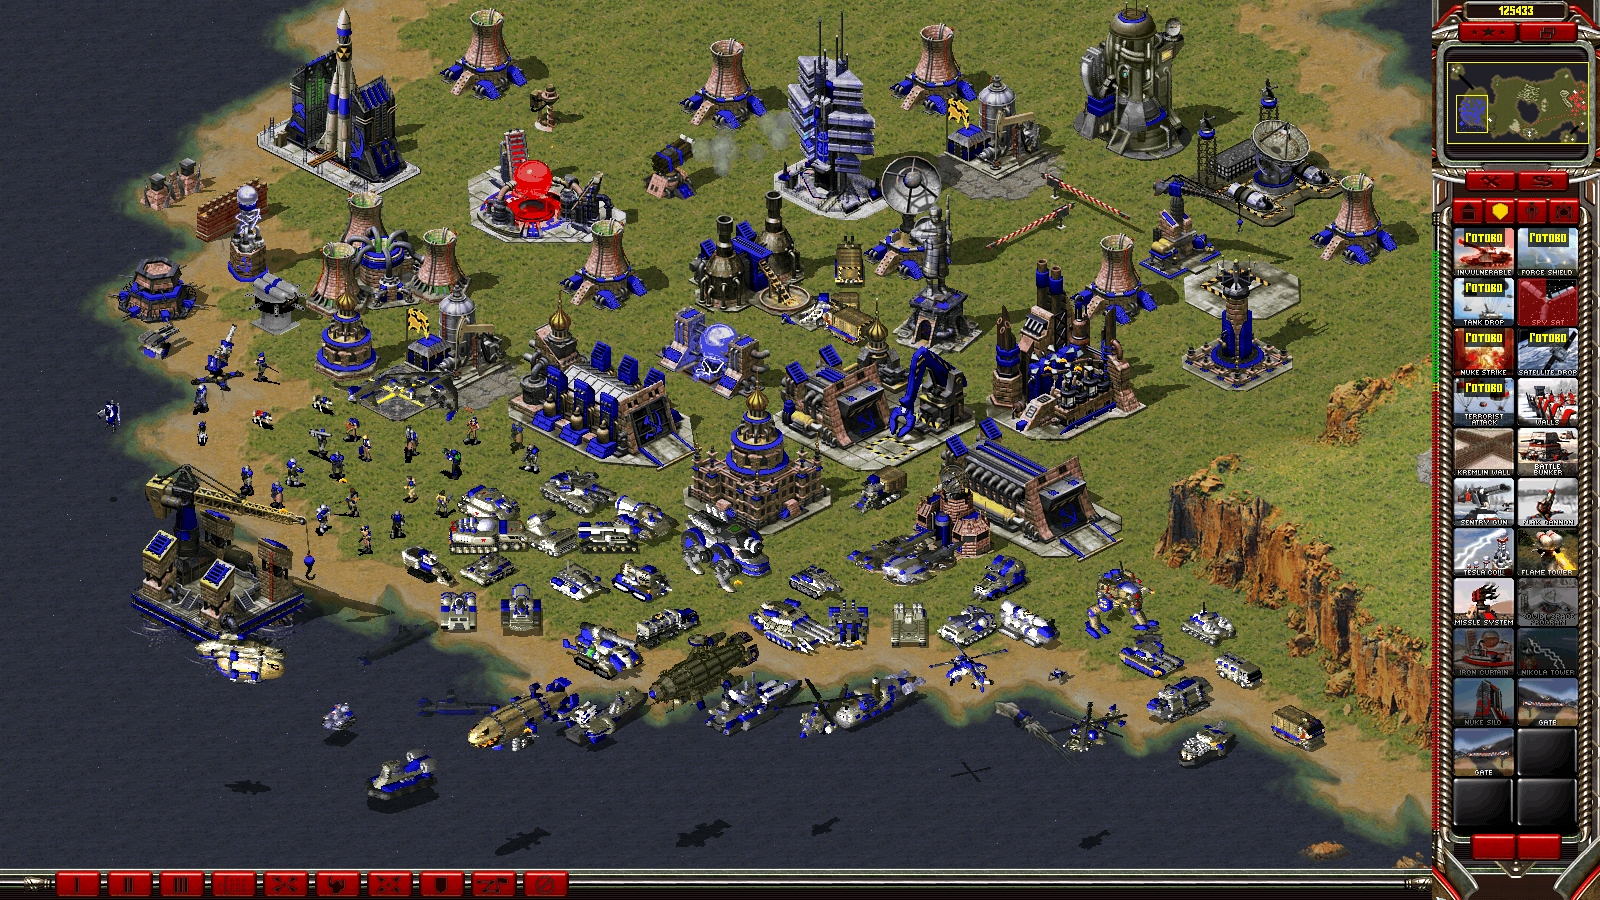 125433
ГОТОВО
ГОТОВО
INVULNERABLE
FORCE SHIELD
ГОТОВО
TANK DROP
SPY SAT
ГОТОВО
ГОТОВО
NUKE STRIKE
SATELLITE DROP
ГОТОВО
TERRORIST
ATTACK
WALLS
KREMLIN WALL
BATTLE
BUNKER
SENTRY GUN
FLAK CANNON
TESLA COIL
FLAME TOWER
MISSLE SYSTEM
PROGRAM
IRON CURTAIN
NIKOLA TOWER
NUKE SILO
GATE
GATE